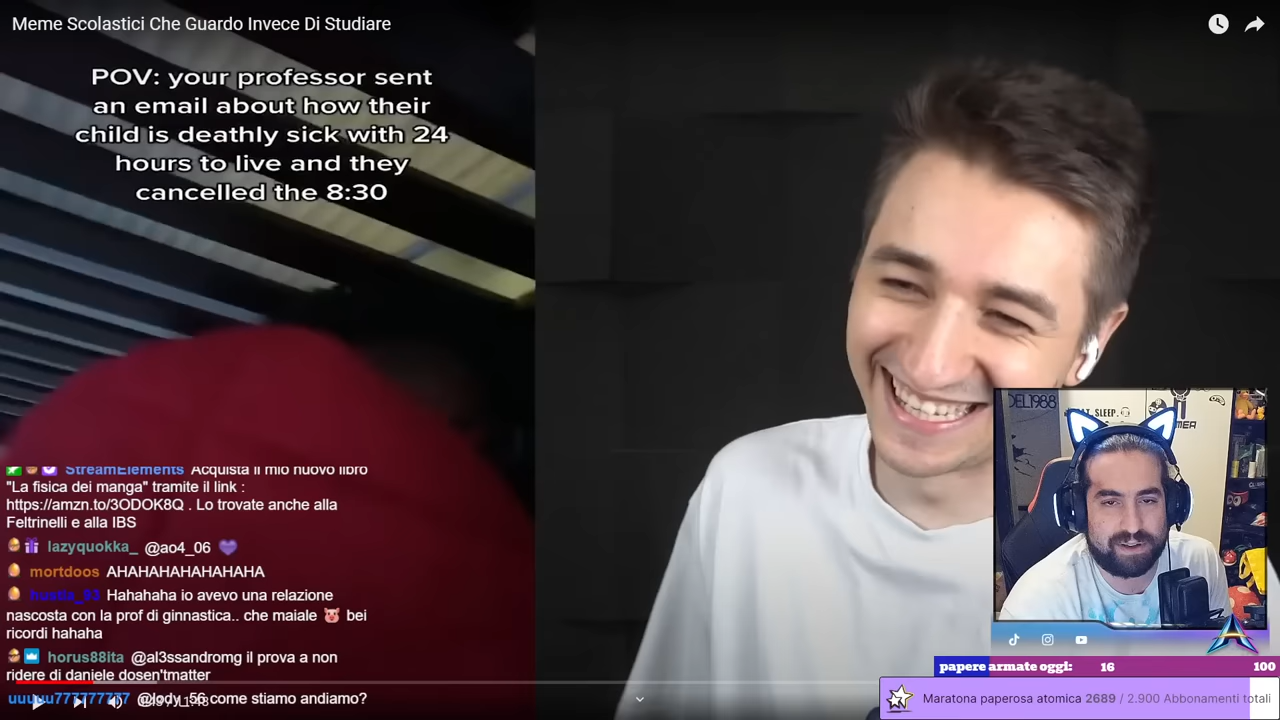 Meme Scolastici Che Guardo Invece Di Studiare
POV: your professor sent
an email about how their
child is deathly sick with 24
hours to live and they
cancelled the 8:30
StreamElements Acquista il mio nuovo libro
"La fisica dei manga" tramite il link :
https://amzn.to/3ODOK8Q . Lo trovate anche alla
Feltrinelli e alla IBS
lazyquokka_ @ao4_06
mortdoos AHAHAHAHAHAHAHA
Hahahaha io avevo una relazione
nascosta con la prof di ginnastica.. che maiale bei
ricordi hahaha
horus88ita @al3ssandromg il prova a non
ridere di daniele dosen'tmatter
uuuuu777777777 @lody_56 come stiamo andiamo?
DEL1988
SLEEP.
papere armate oggi: 16 100
Maratona paperosa atomica 2689 / 2.900 Abbonamenti totali